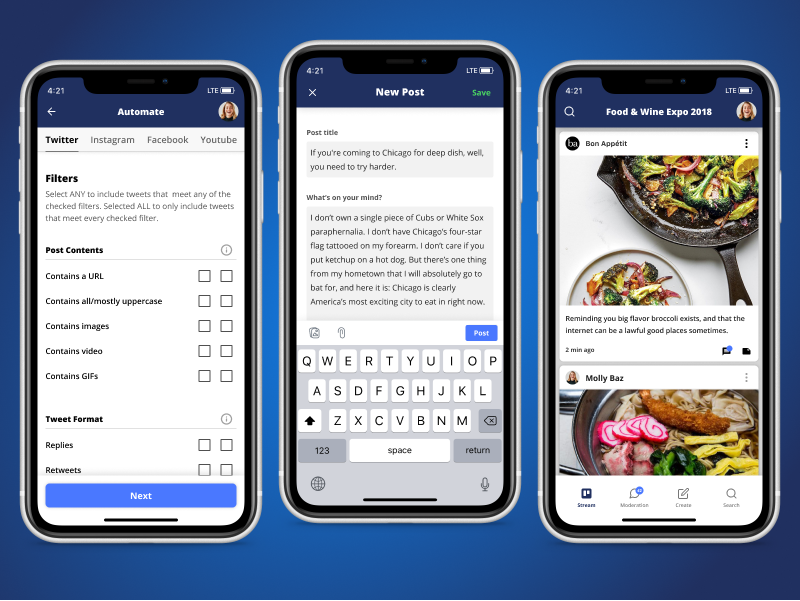 4:21
LTE
Automate
Twitter
Instagram
Facebook
Youtube
Filters
Select ANY to include tweets that meet any of the
checked filters. Selected ALL to only include tweets
that meet every checked filter.
Post Contents
Contains a URL
Contains all/mostly uppercase
Contains images
Contains video
Contains GIFs
Tweet Format
Replies
Retweets
Next
4:21
LTE
New Post
Save
Post title
If you're coming to Chicago for deep dish, well,
you need to try harder.
What's on your mind?
I don't own a single piece of Cubs or White Sox
paraphernalia. I don't have Chicago's four-star
flag tattooed on my forearm. I don't care if you
put ketchup on a hot dog. But there's one thing
from my hometown that I will absolutely go to
bat for, and here it is: Chicago is clearly
America's most exciting city to eat in right now.
Post
Q W E R T Y U I O P
A S D F G H J K L
Z X C V B N M
123
space
return
4:21
LTE
Food & Wine Expo 2018
ba
Bon Appétit
Reminding you big flavor broccoli exists, and that the
internet can be a lawful good places sometimes.
2 min ago
Molly Baz
Stream
Moderation
Create
Search